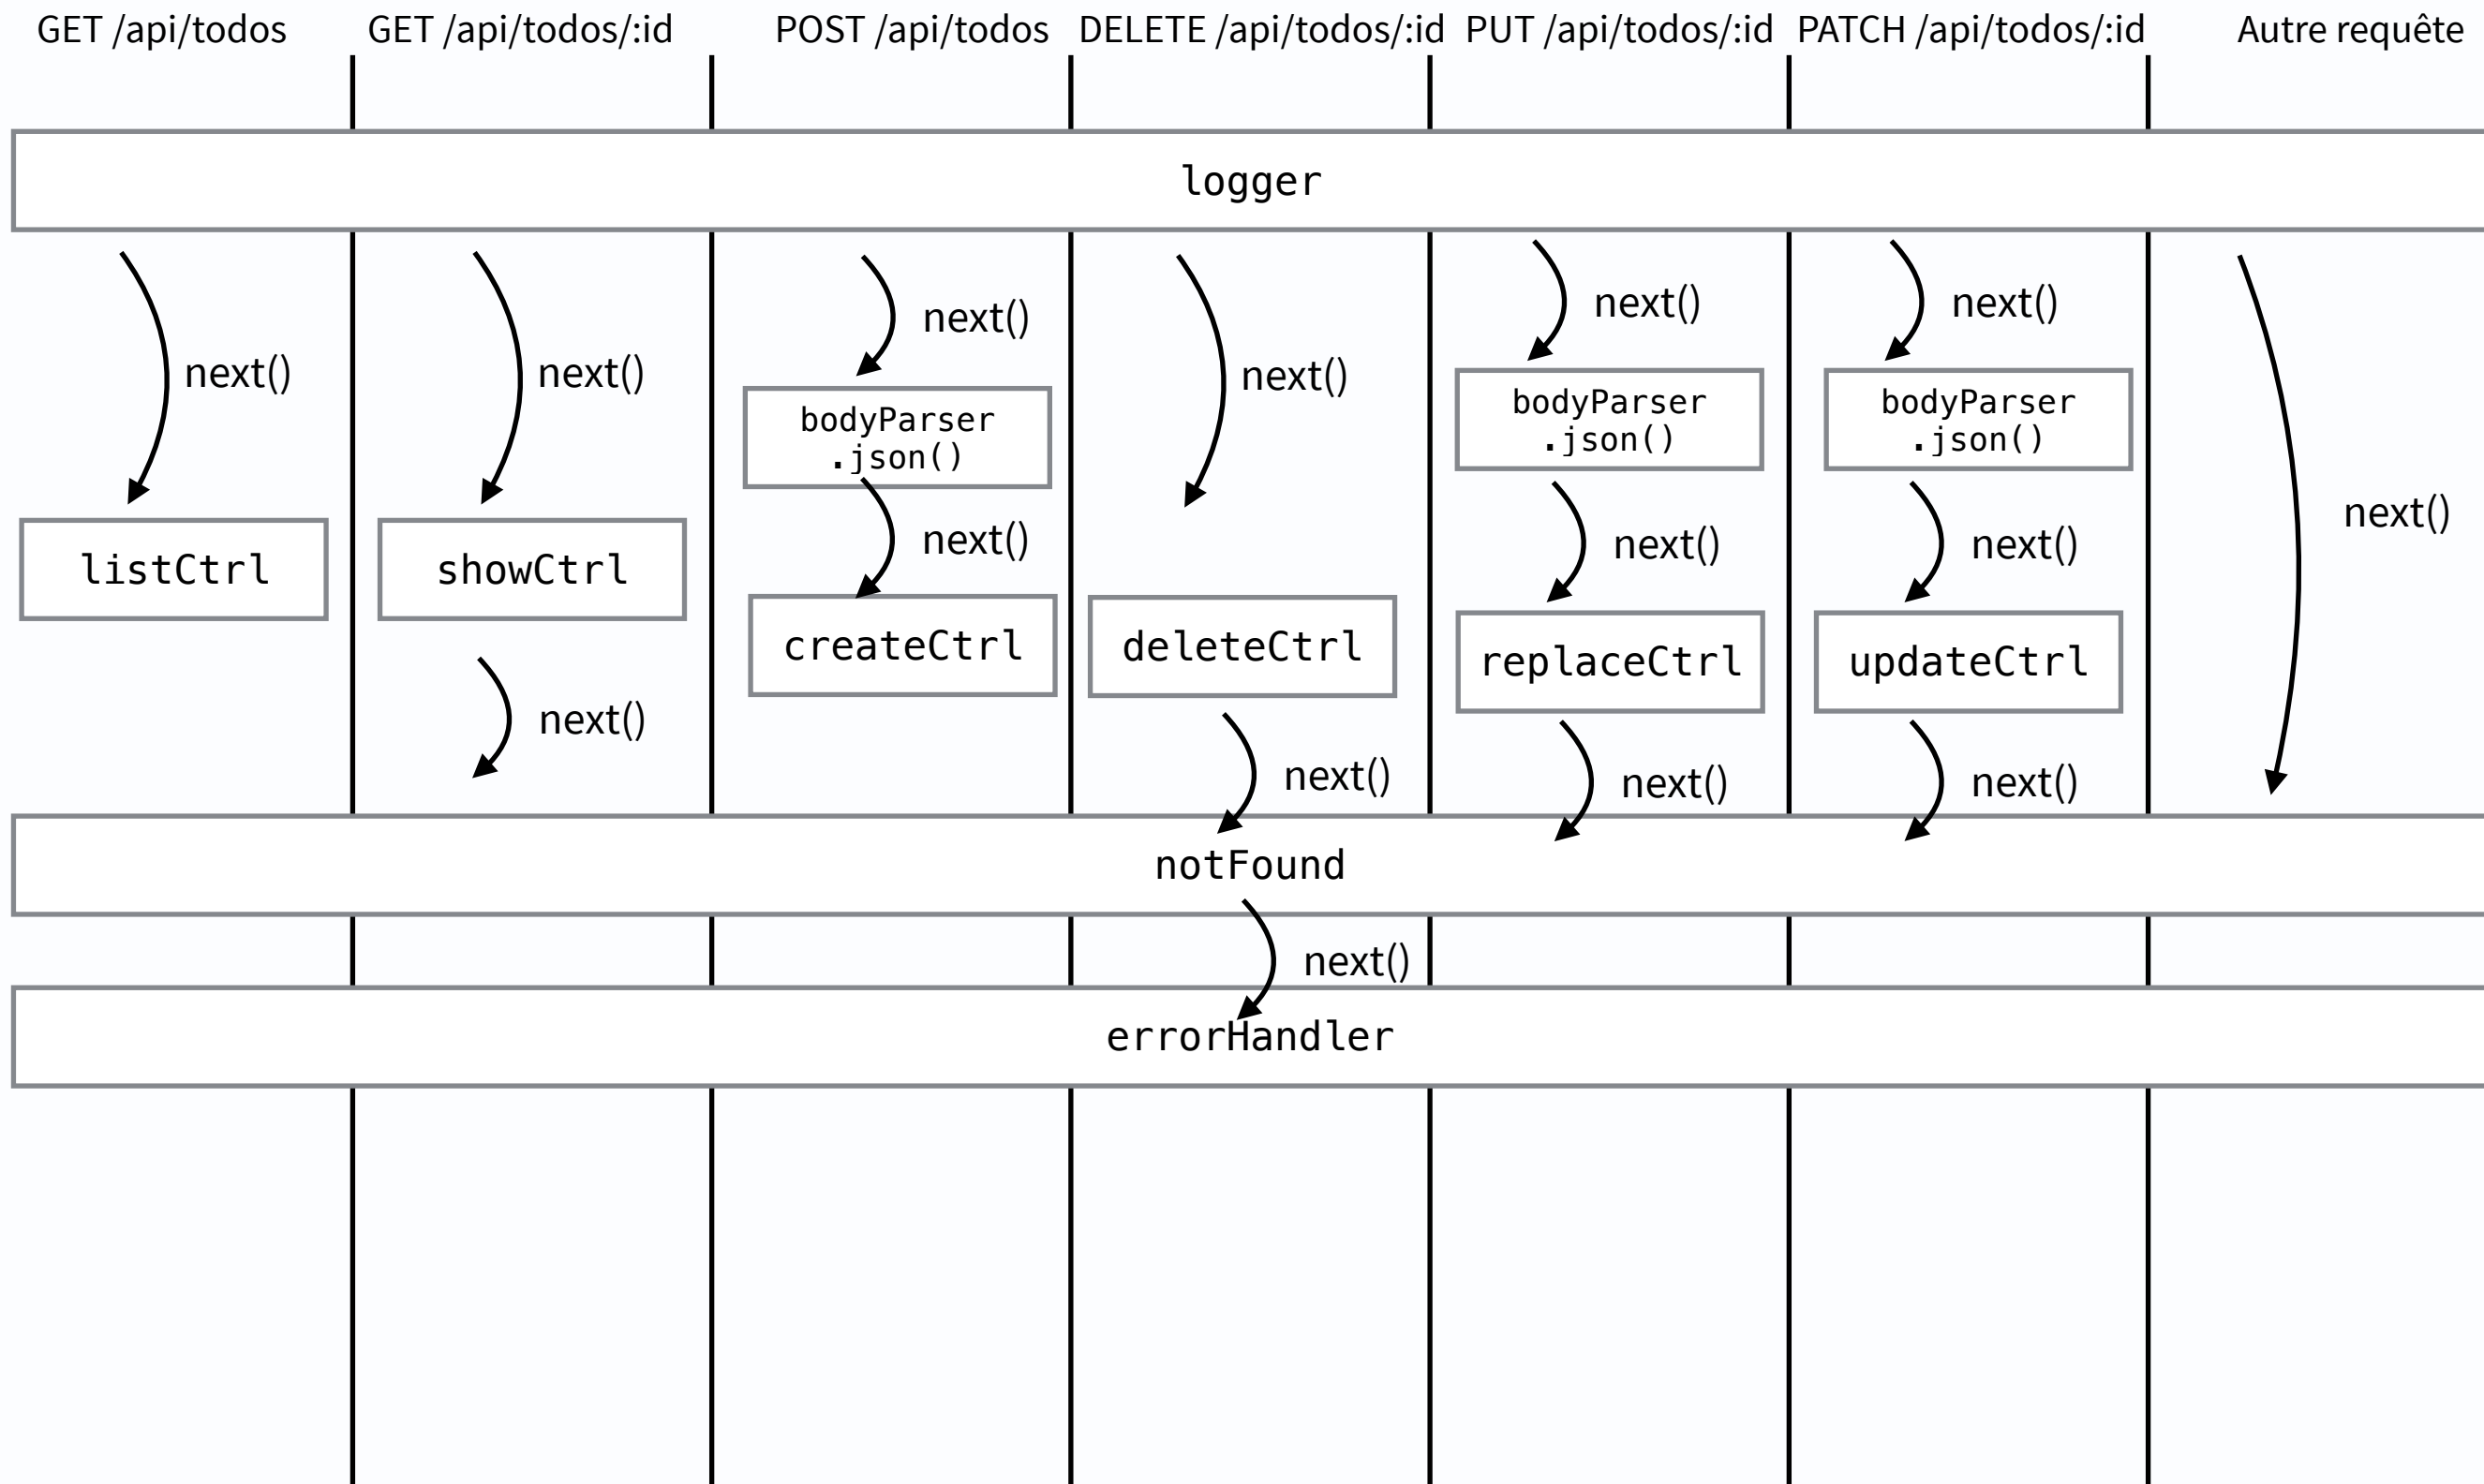 GET /api/todos
GET /api/todos/:id
POST /api/todos
DELETE /api/todos/:id
PUT /api/todos/:id
PATCH /api/todos/:id
Autre requête
logger
next()
next()
next()
next()
next()
next()
next()
bodyParser
.json()
bodyParser
.json()
bodyParser
.json()
next()
next()
next()
listCtrl
showCtrl
createCtrl
deleteCtrl
replaceCtrl
updateCtrl
next()
next()
next()
next()
notFound
next()
errorHandler